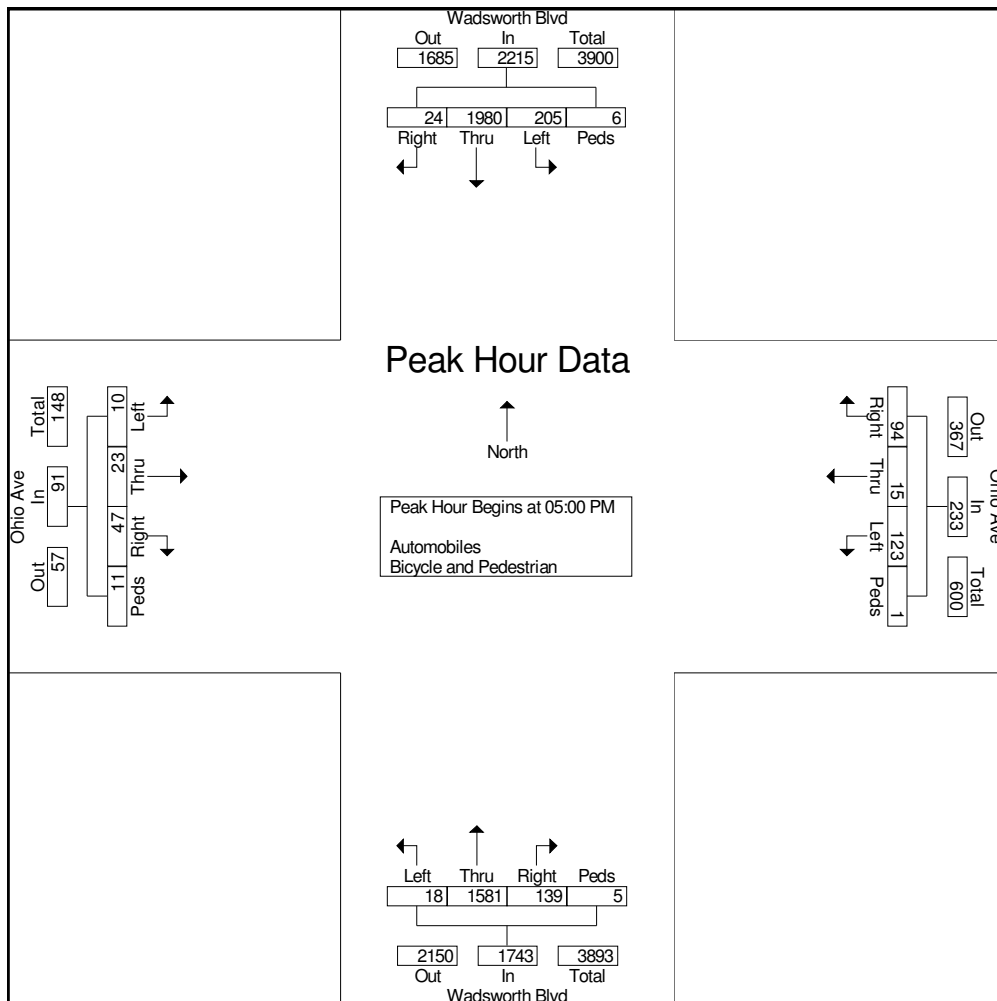 Wadsworth Blvd
Out In Total
1685 2215 3900
24 1980 205 6
Right Thru Left Peds
Peak Hour Data
North
Peak Hour Begins at 05:00 PM
Automobiles
Bicycle and Pedestrian
Ohio Ave
Out In Total
57 91 148
Left Thru Right Peds
10 23 47 11
Ohio Ave
Out In Total
367 233 600
Right Thru Left Peds
94 15 123 1
Left Thru Right Peds
18 1581 139 5
2150 1743 3893
Out In Total
Wadsworth Blvd